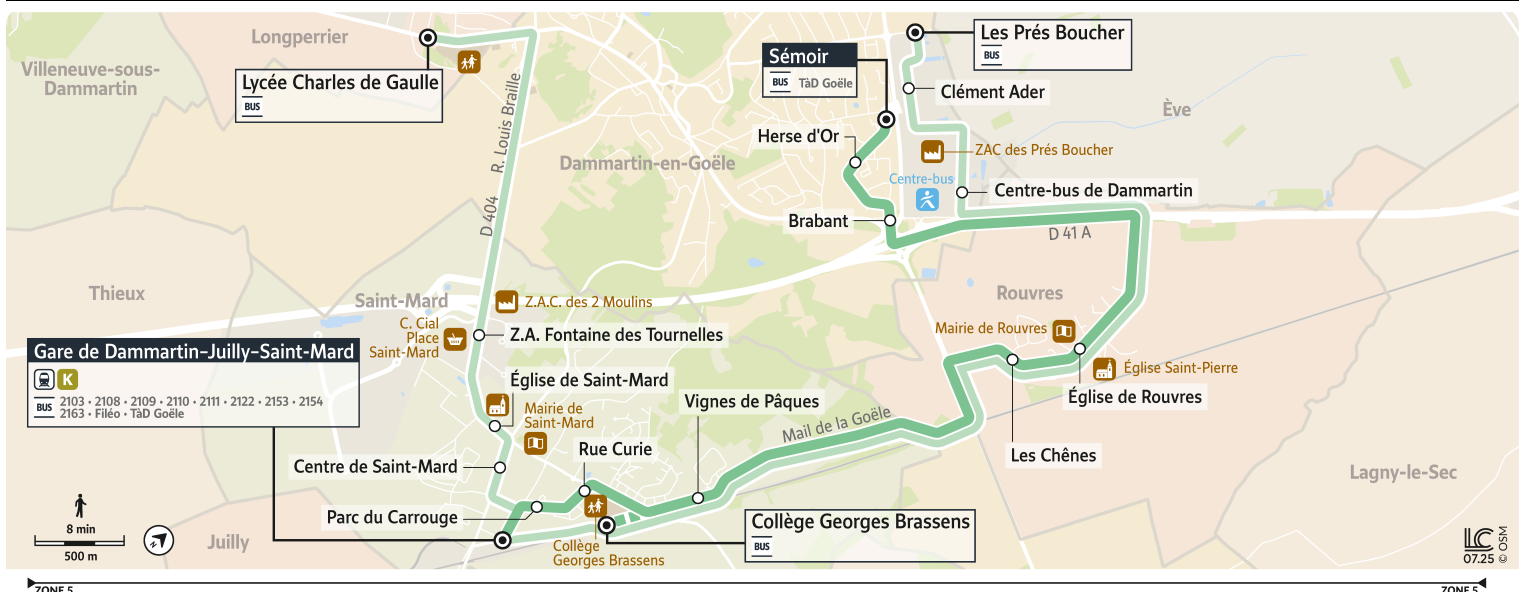 Longperrier
Villeneuve-sous-
Dammartin
Lycée Charles de Gaulle
BUS
R. Louis Braille
D 404
Dammartin-en-Goële
Sémoir
BUS TàD Goële
Les Prés Boucher
BUS
Clément Ader
Ève
Herse d'Or
ZAC des Prés Boucher
Centre-bus
Centre-bus de Dammartin
Brabant
D 41 A
Thieux
Saint-Mard
Z.A.C. des 2 Moulins
C. Cial
Place
Saint-Mard
Z.A. Fontaine des Tournelles
Rouvres
Mairie de Rouvres
Église Saint-Pierre
Église de Rouvres
Les Chênes
Gare de Dammartin-Juilly-Saint-Mard
K
BUS 2103 • 2108 • 2109 • 2110 • 2111 • 2122 • 2153 • 2154
2163 • Filéo • TàD Goële
Église de Saint-Mard
Mairie de
Saint-Mard
Vignes de Pâques
Mail de la Goële
Rue Curie
Centre de Saint-Mard
Parc du Carrouge
Lagny-le-Sec
8 min
500 m
Juilly
Collège
Georges Brassens
Collège Georges Brassens
BUS
LC
07.25
© OSM
ZONE 5
ZONE 5